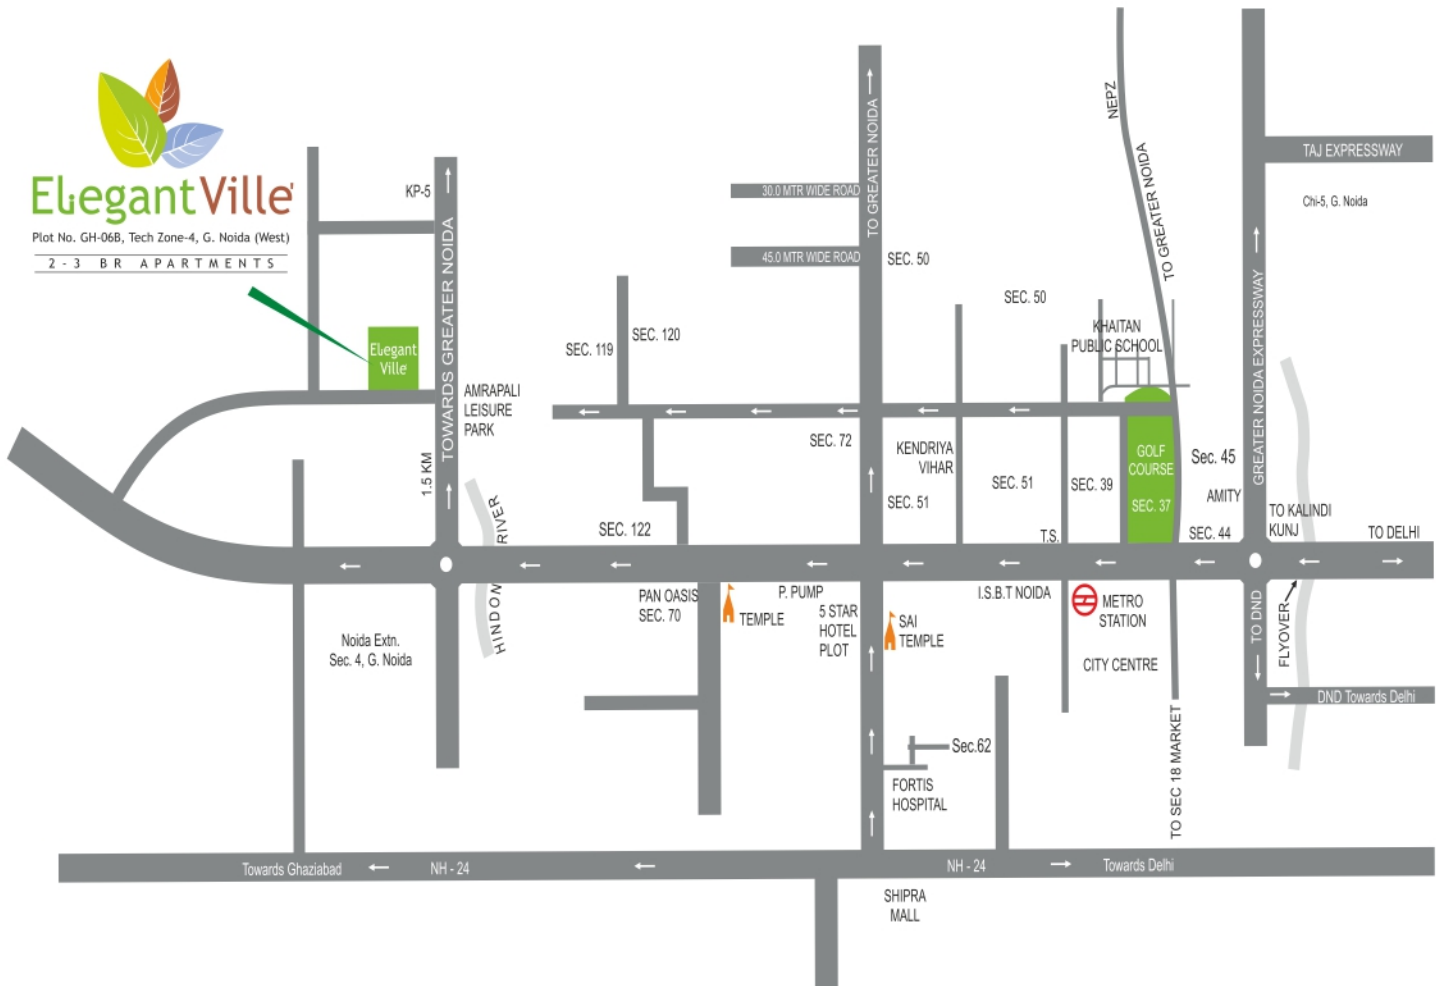 Elegant Ville
Plot No. GH-06B, Tech Zone-4, G. Noida (West)
2-3 BR APARTMENTS
Elegant
Ville
KP-5
TOWARDS GREATER NOIDA
1.5 KM
AMRAPALI
LEISURE
PARK
HINDON RIVER
Noida Extn.
Sec. 4, G. Noida
SEC. 119
SEC. 120
SEC. 122
30.0 MTR WIDE ROAD
45.0 MTR WIDE ROAD
TO GREATER NOIDA
SEC. 50
SEC. 72
KENDRIYA
VIHAR
SEC. 51
SEC. 50
SEC. 51
SEC. 39
T.S.
NEPZ
TO GREATER NOIDA
KHAITAN
PUBLIC SCHOOL
GOLF
COURSE
SEC. 37
Sec. 45
AMITY
SEC. 44
GREATER NOIDA EXPRESSWAY
TAJ EXPRESSWAY
Chi-5, G. Noida
TO KALINDI
KUNJ
TO DELHI
PAN OASIS
SEC. 70
TEMPLE
P. PUMP
5 STAR
HOTEL
PLOT
SAI
TEMPLE
I.S.B.T NOIDA
METRO
STATION
CITY CENTRE
TO DND
FLYOVER
DND Towards Delhi
TO SEC 18 MARKET
Sec.62
FORTIS
HOSPITAL
Towards Ghaziabad
NH - 24
NH - 24
Towards Delhi
SHIPRA
MALL